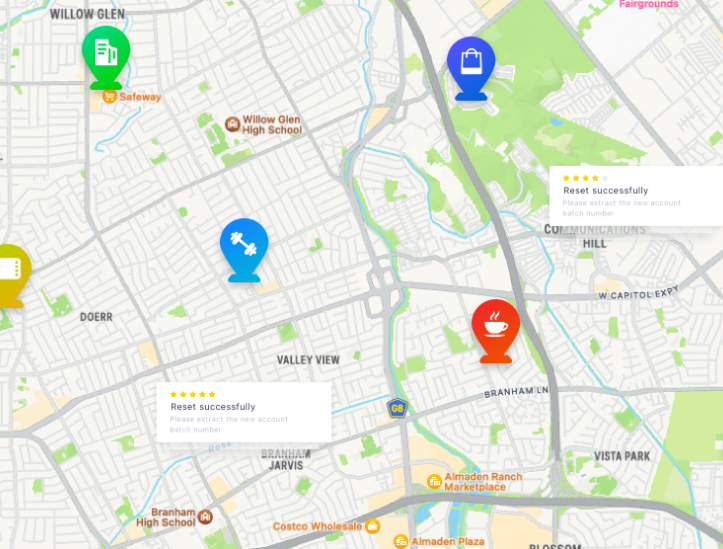 WILLOW GLEN
Fairgrounds
Safeway
Willow Glen
High School
Reset successfully
Please extract the new account
batch number
COMMUNICATIONS
HILL
W CAPITOL EXPY
DOERR
VALLEY VIEW
BRANHAM LN
Reset successfully
Please extract the new account
batch number
G8
Ross
BRANHAM
JARVIS
VISTA PARK
Almaden Ranch
Marketplace
Branham
High School
Costco Wholesale
Almaden Plaza
BLOSSOM